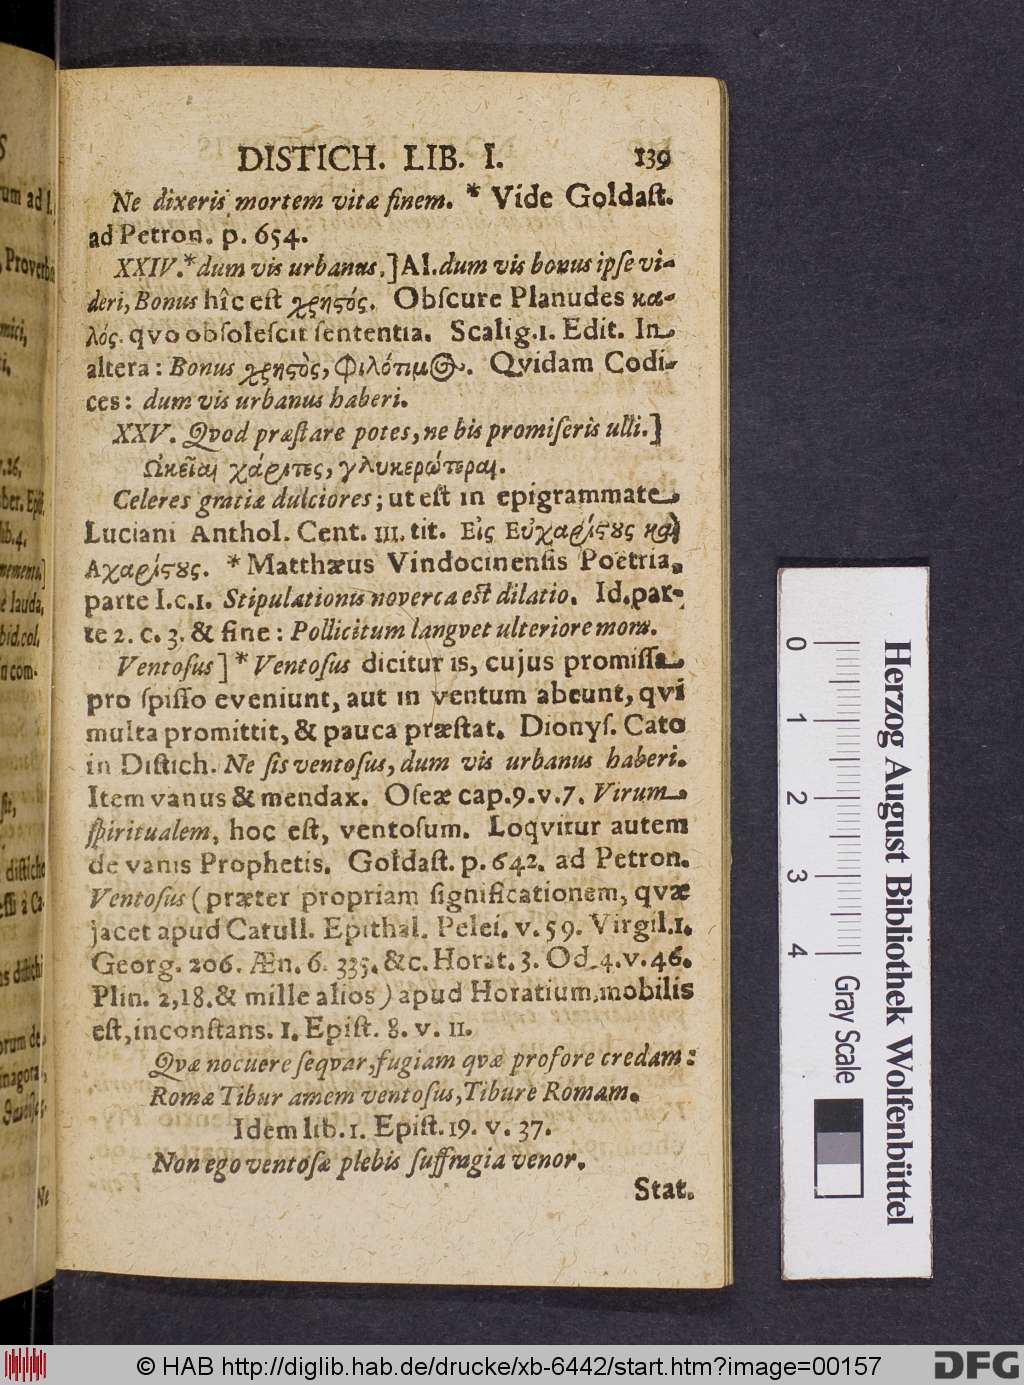 DISTICH. LIB. I. 139
Ne dixeris mortem vitæ finem. * Vide Goldaſt.
ad Petron. p. 654.
XXIV.* dum vis urbanus.] Al. dum vis bonus ipſe vi-
deri, Bonus hîc eſt χρηϛός. Obſcure Planudes κα-
λός. qvo obſoleſcit ſententia. Scalig. 1. Edit. In
altera: Bonus χρηϛὸς, Φιλότιμος. Qvidam Codi-
ces: dum vis urbanus haberi.
XXV. Qvod præſtare potes, ne bis promiſeris ulli.]
Ὠκεῖαι χάριτες, γλυκερώτεραι.
Celeres gratiæ dulciores; ut eſt in epigrammate
Luciani Anthol. Cent. III. tit. Εἰς Εὐχαρίϛους καὶ
Αχαρίϛους. * Matthæus Vindocinenſis Poëtria,
parte I. c. 1. Stipulationis noverca eſt dilatio. Id. par-
te 2. c. 3. & fine: Pollicitum langvet ulteriore mora.
Ventoſus] * Ventoſus dicitur is, cujus promiſſa
pro ſpiſſo eveniunt, aut in ventum abeunt, qvi
multa promittit, & pauca præſtat. Dionyſ. Cato
in Diſtich. Ne ſis ventoſus, dum vis urbanus haberi.
Item vanus & mendax. Oſeæ cap. 9. v. 7. Virum
ſpiritualem, hoc eſt, ventoſum. Loqvitur autem
de vanis Prophetis. Goldaſt. p. 642. ad Petron.
Ventoſus (præter propriam ſignificationem, qvæ
jacet apud Catull. Epithal. Pelei. v. 59. Virgil. 1.
Georg. 206. Æn. 6. 335. &c. Horat. 3. Od. 4. v. 46.
Plin. 2, 18. & mille alios) apud Horatium, mobilis
eſt, inconſtans. 1. Epiſt. 8. v. 11.
Qvæ nocuere ſeqvar, fugiam qvæ profore credam:
Romæ Tibur amem ventoſus, Tibure Romam.
Idem lib. 1. Epiſt. 19. v. 37.
Non ego ventoſæ plebis ſuffragia venor.
Stat.
0 1 2 3 4
Gray Scale
Herzog August Bibliothek Wolfenbüttel
© HAB http://diglib.hab.de/drucke/xb-6442/start.htm?image=00157
DFG